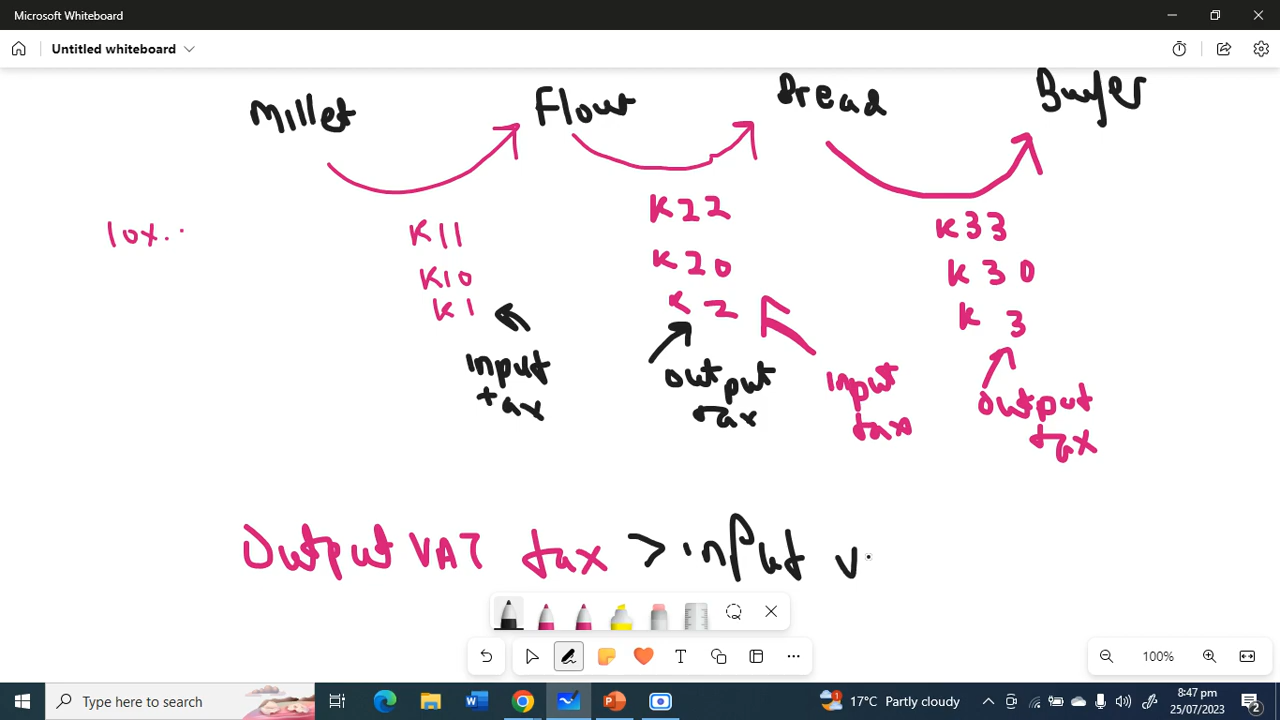 Microsoft Whiteboard
Untitled whiteboard
Millet Flour Bread Buyer
K11 K22 K33
K10 K20 K30
K1 K2 K3
input tax
output tax
input tax
output tax
Output VAT tax > input v
100%
Type here to search
17°C Partly cloudy
8:47 pm
25/07/2023
2
1